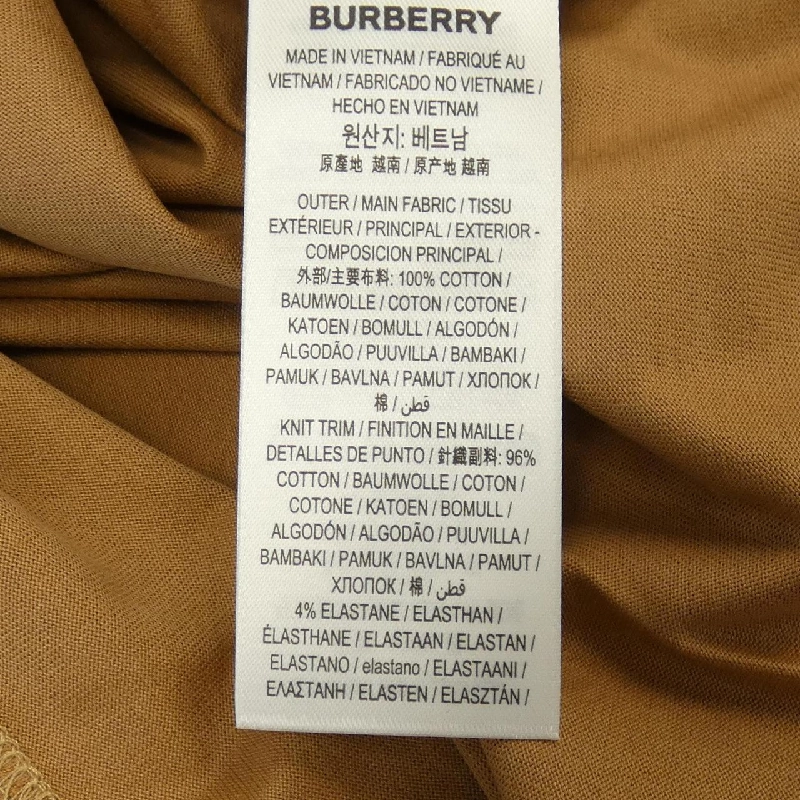 BURBERRY
MADE IN VIETNAM / FABRIQUÉ AU
VIETNAM / FABRICADO NO VIETNAME /
HECHO EN VIETNAM
원산지: 베트남
原產地 越南 / 原产地 越南
OUTER / MAIN FABRIC / TISSU
EXTÉRIEUR / PRINCIPAL / EXTERIOR -
COMPOSICION PRINCIPAL /
外部/主要布料: 100% COTTON /
BAUMWOLLE / COTON / COTONE /
KATOEN / BOMULL / ALGODÓN /
ALGODÃO / PUUVILLA / BAMBAKI /
PAMUK / BAVLNA / PAMUT / ХЛОПОК /
棉 / قطن
KNIT TRIM / FINITION EN MAILLE /
DETALLES DE PUNTO / 針織副料: 96%
COTTON / BAUMWOLLE / COTON /
COTONE / KATOEN / BOMULL /
ALGODÓN / ALGODÃO / PUUVILLA /
BAMBAKI / PAMUK / BAVLNA / PAMUT /
ХЛОПОК / 棉 / قطن
4% ELASTANE / ELASTHAN /
ÉLASTHANE / ELASTAAN / ELASTAN /
ELASTANO / elastano / ELASTAANI /
ΕΛΑΣΤΑΝΗ / ELASTEN / ELASZTÁN /